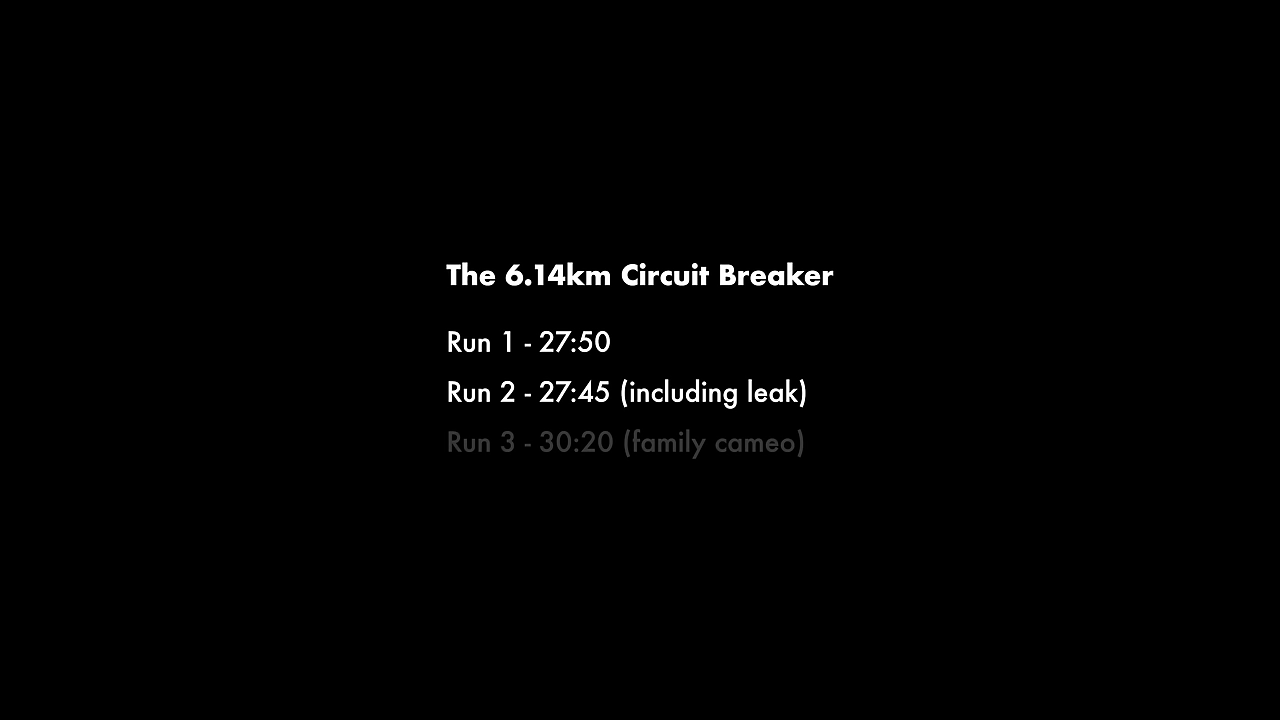 The 6.14km Circuit Breaker
Run 1 - 27:50
Run 2 - 27:45 (including leak)
Run 3 - 30:20 (family cameo)